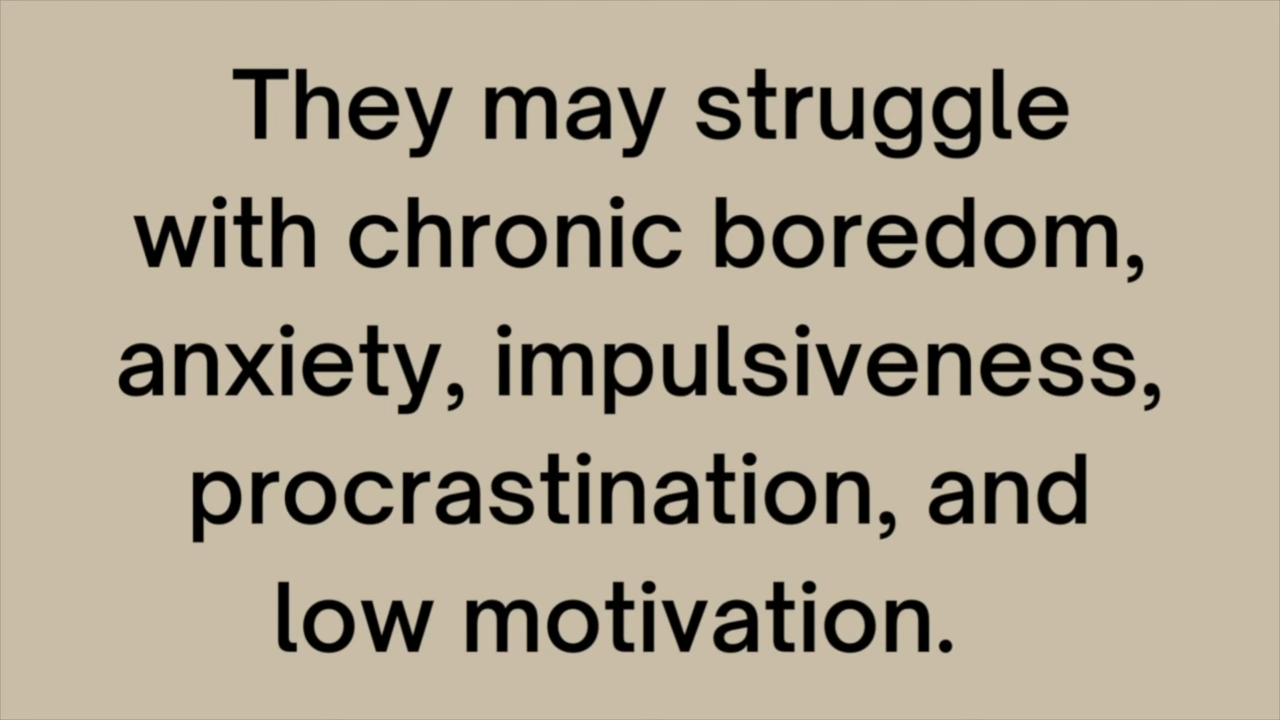 They may struggle
with chronic boredom,
anxiety, impulsiveness,
procrastination, and
low motivation.